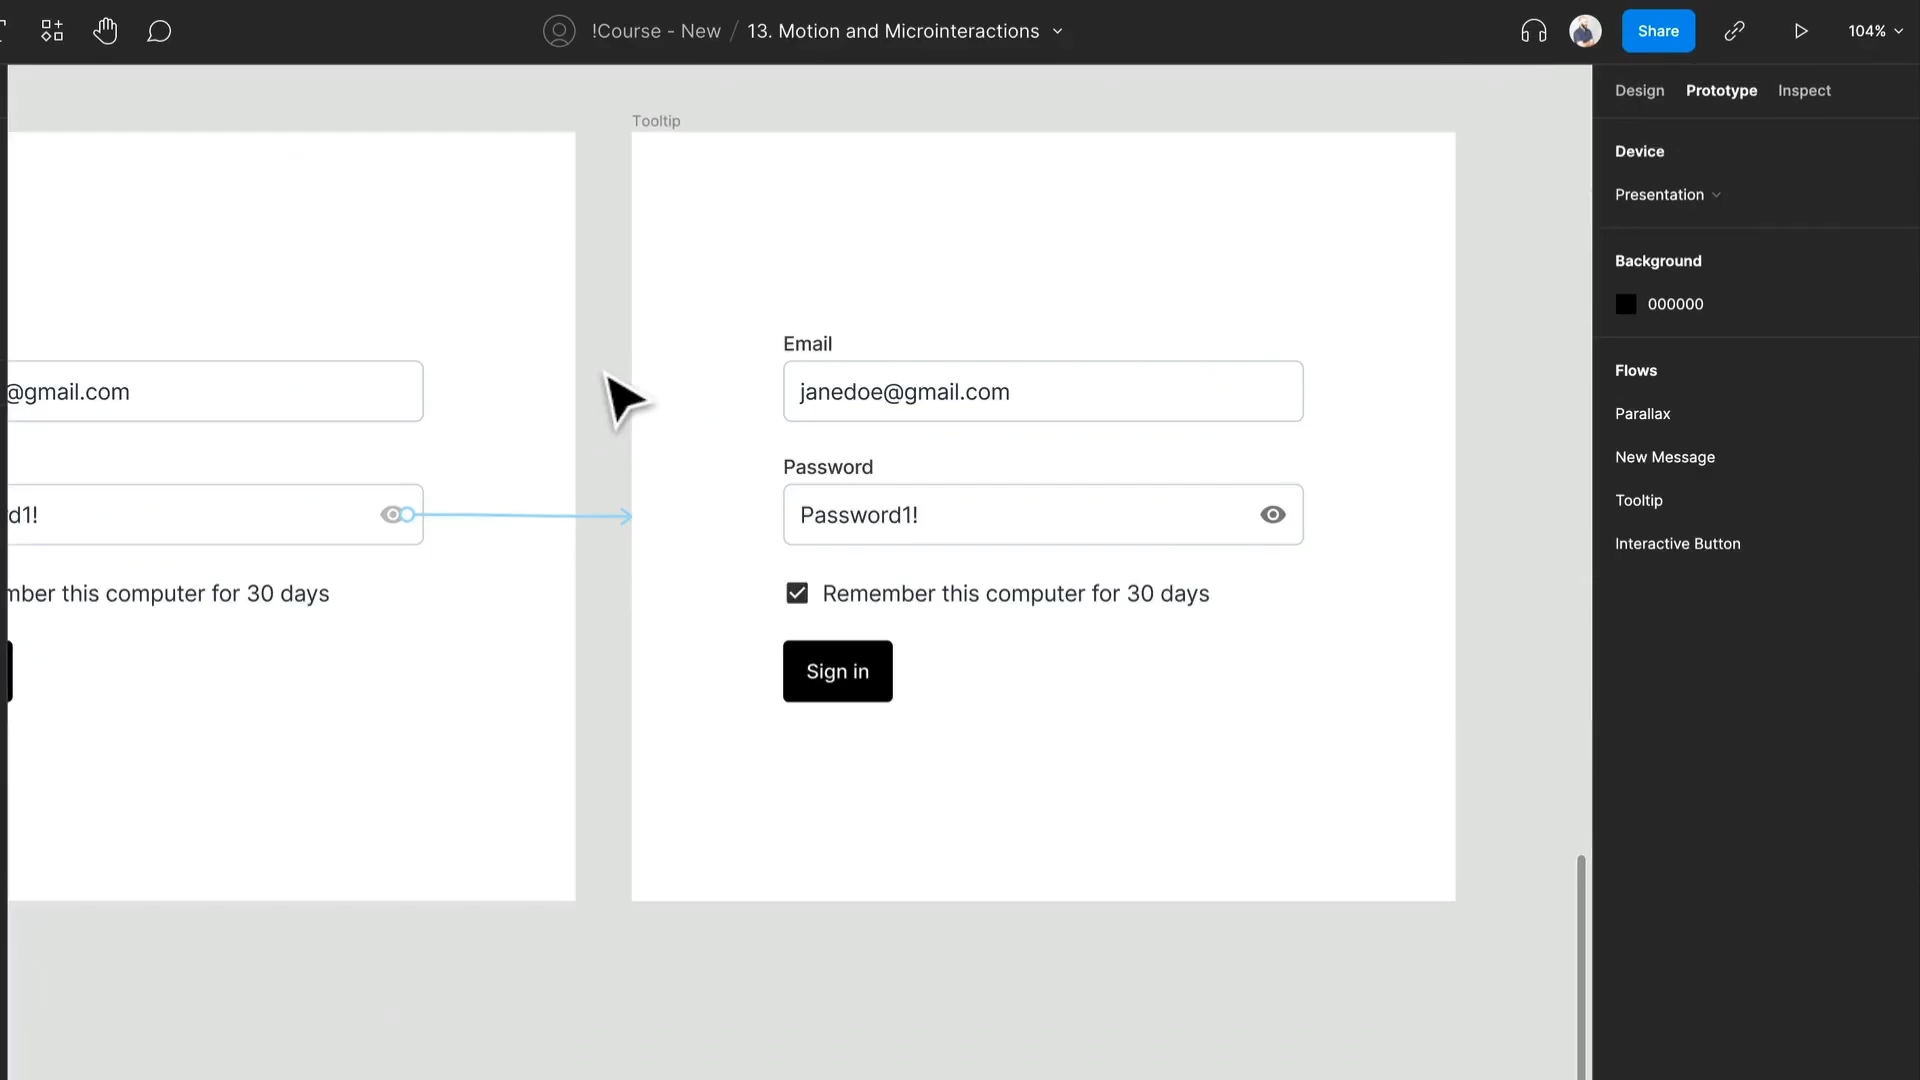 !Course - New / 13. Motion and Microinteractions
Share
104%
Design Prototype Inspect
Device
Presentation
Background
000000
Flows
Parallax
New Message
Tooltip
Interactive Button
@gmail.com
d1!
mber this computer for 30 days
Tooltip
Email
janedoe@gmail.com
Password
Password1!
Remember this computer for 30 days
Sign in